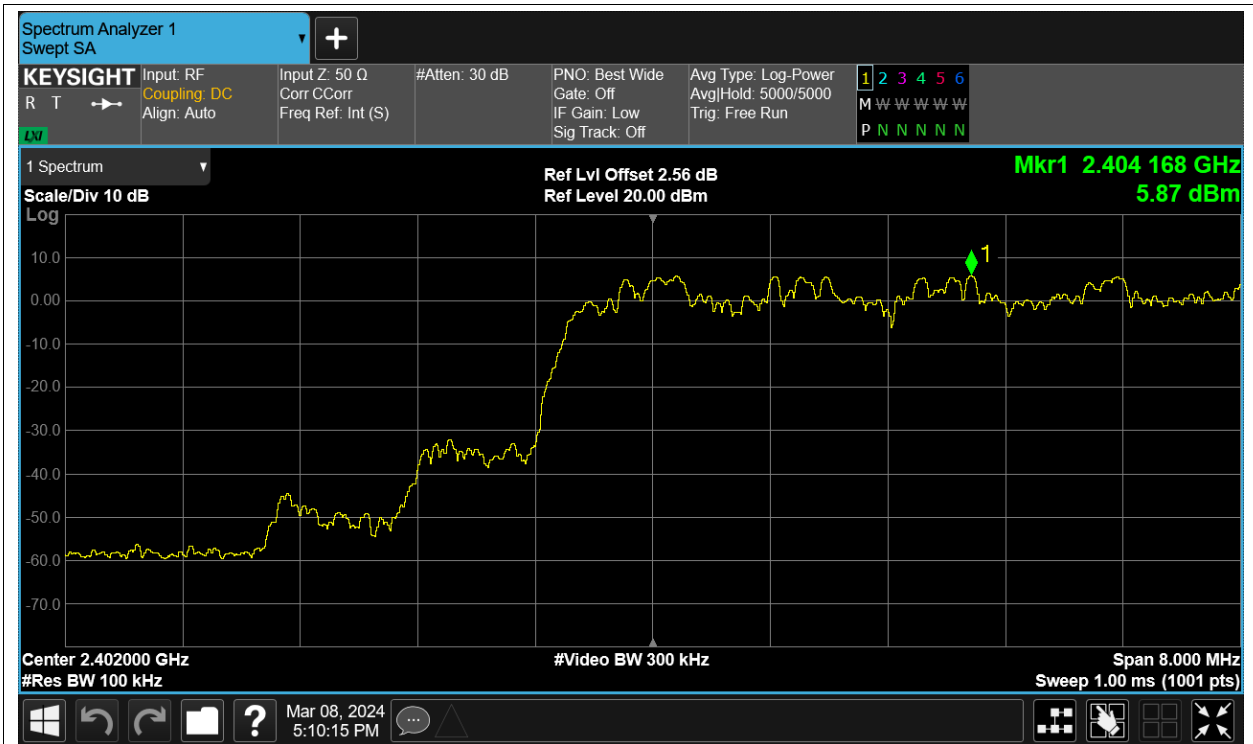 Spectrum Analyzer 1
Swept SA
KEYSIGHT
R T
LXI
Input: RF
Coupling: DC
Align: Auto
Input Z: 50 Ω
Corr CCorr
Freq Ref: Int (S)
#Atten: 30 dB
PNO: Best Wide
Gate: Off
IF Gain: Low
Sig Track: Off
Avg Type: Log-Power
Avg|Hold: 5000/5000
Trig: Free Run
1 2 3 4 5 6
M W W W W W
P N N N N N
1 Spectrum
Scale/Div 10 dB
Log
Ref Lvl Offset 2.56 dB
Ref Level 20.00 dBm
Mkr1 2.404 168 GHz
5.87 dBm
1
10.0
0.00
-10.0
-20.0
-30.0
-40.0
-50.0
-60.0
-70.0
Center 2.402000 GHz
#Res BW 100 kHz
#Video BW 300 kHz
Span 8.000 MHz
Sweep 1.00 ms (1001 pts)
?
Mar 08, 2024
5:10:15 PM